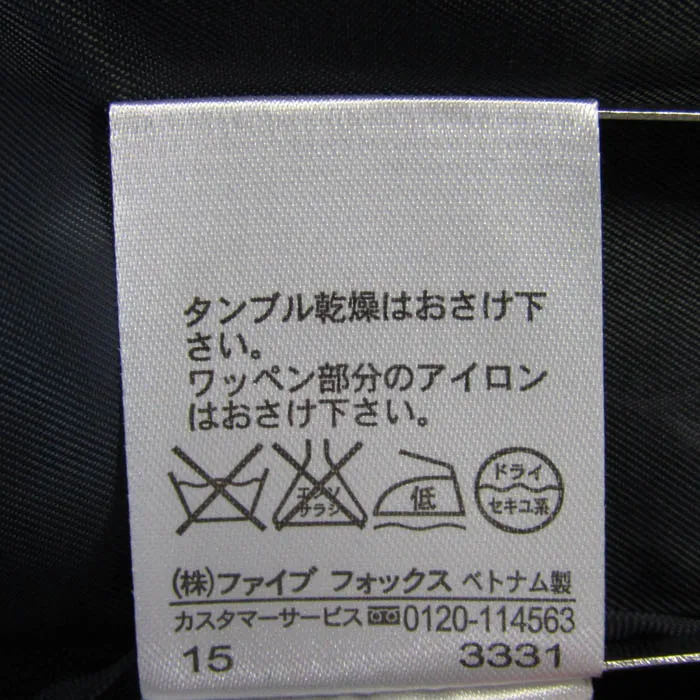 タンブル乾燥はおさけ下
さい。
ワッペン部分のアイロン
はおさけ下さい。
エンソ
サラシ
低
ドライ
セキユ系
(株)ファイブ フォックス ベトナム製
カスタマーサービス 0120-114563
15 3331